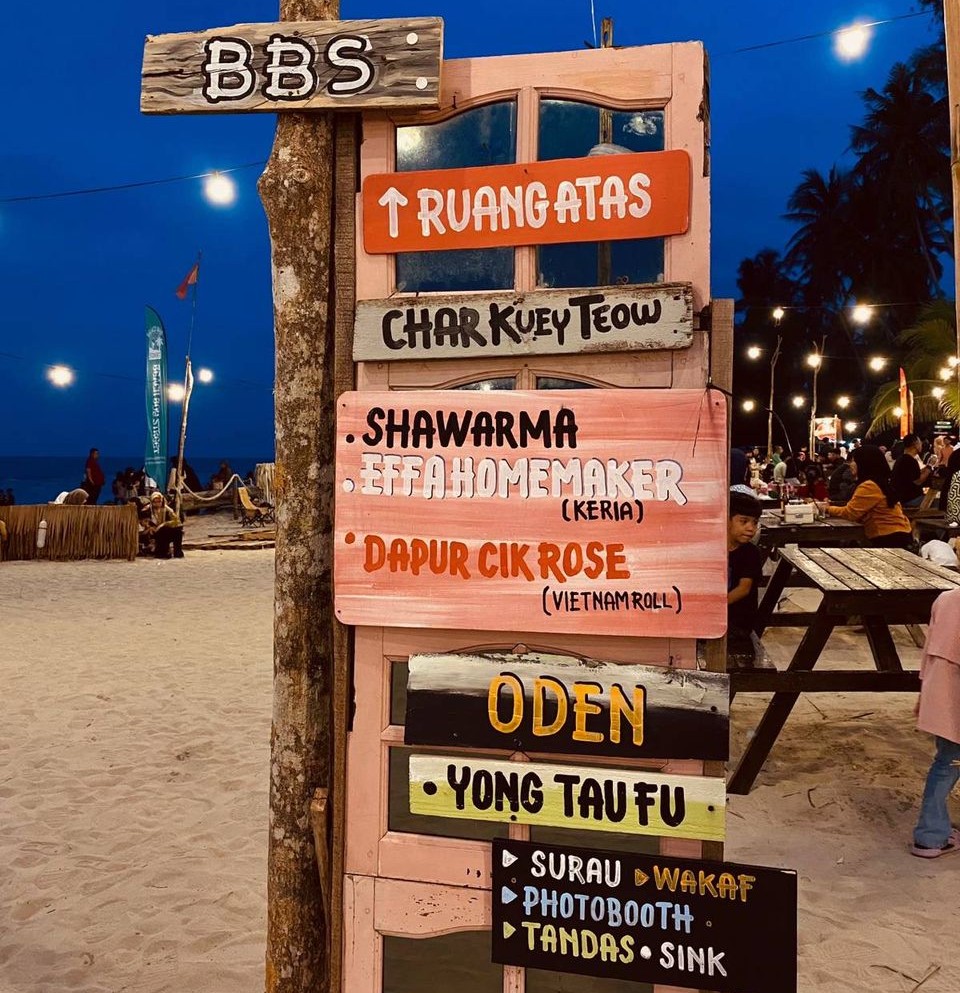 BBS
↑ RUANG ATAS
CHAR KUEY TEOW
• SHAWARMA
• EFFA HOMEMAKER
(KERIA)
• DAPUR CIK ROSE
(VIETNAM ROLL)
ODEN
• YONG TAU FU
▷ SURAU ▷ WAKAF
▷ PHOTOBOOTH
▷ TANDAS • SINK